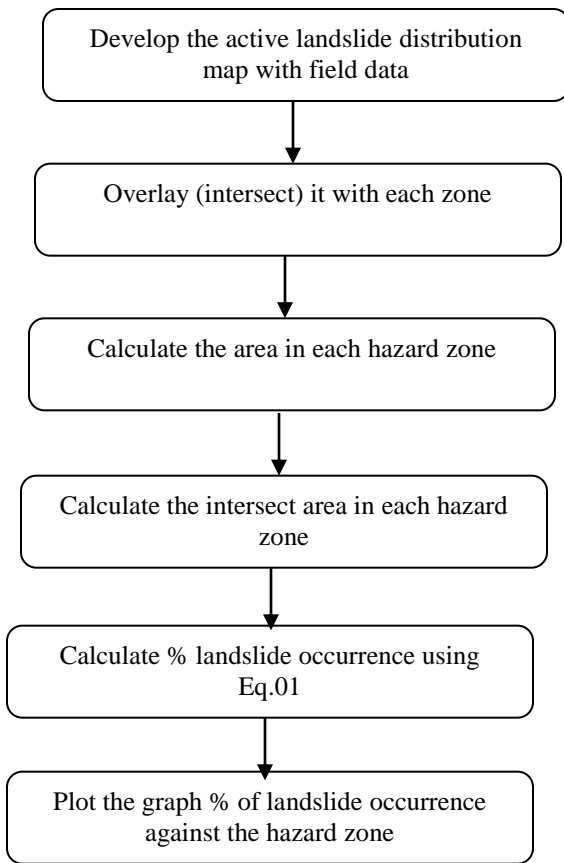 Develop the active landslide distribution
map with field data
Overlay (intersect) it with each zone
Calculate the area in each hazard zone
Calculate the intersect area in each hazard
zone
Calculate % landslide occurrence using
Eq.01
Plot the graph % of landslide occurrence
against the hazard zone